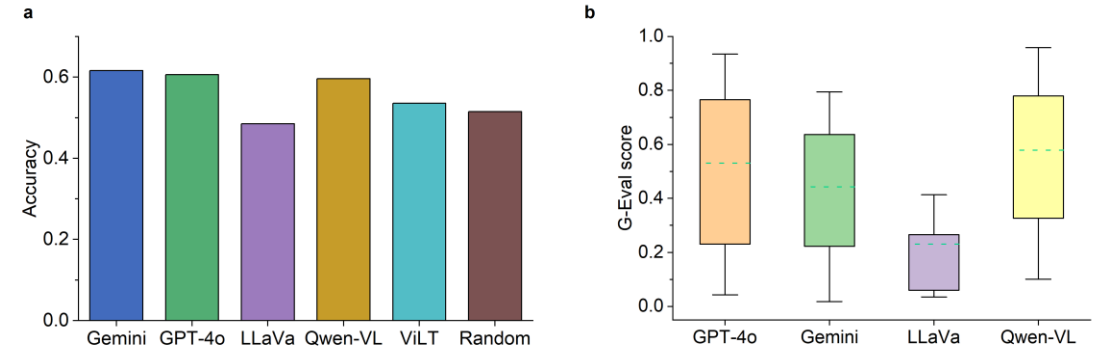 a
Accuracy
0.6
0.4
0.2
0.0
Gemini GPT-4o LLaVa Qwen-VL ViLT Random
b
G-Eval score
1.0
0.8
0.6
0.4
0.2
0.0
GPT-4o Gemini LLaVa Qwen-VL